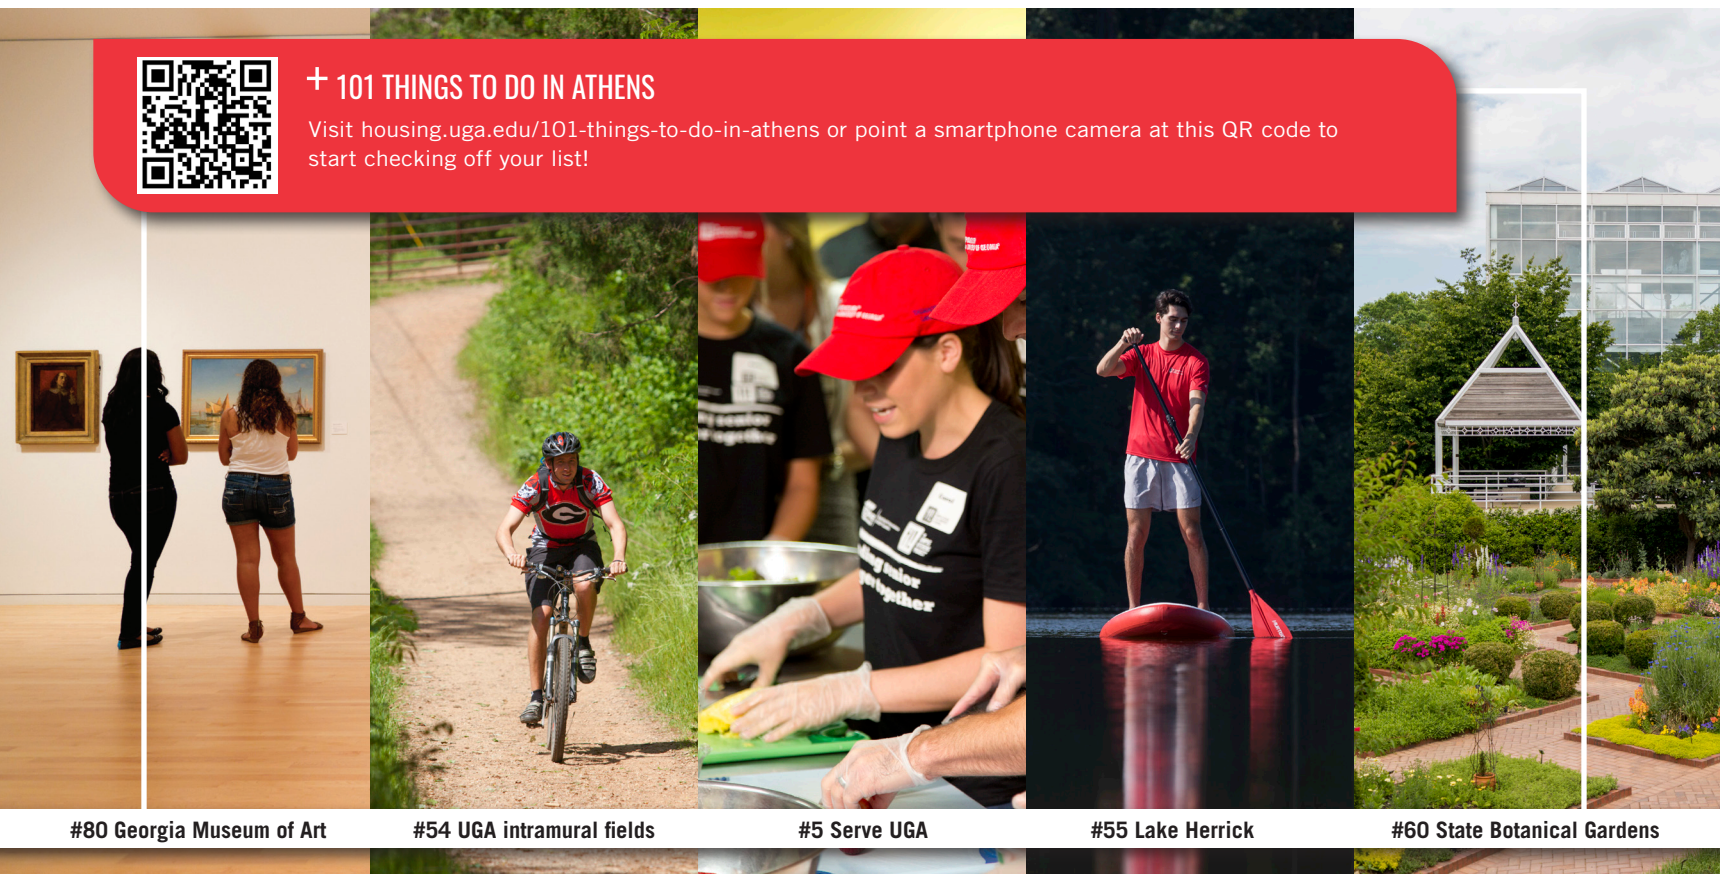 + 101 THINGS TO DO IN ATHENS
Visit housing.uga.edu/101-things-to-do-in-athens or point a smartphone camera at this QR code to
start checking off your list!
G
#80 Georgia Museum of Art
#54 UGA intramural fields
#5 Serve UGA
#55 Lake Herrick
#60 State Botanical Gardens